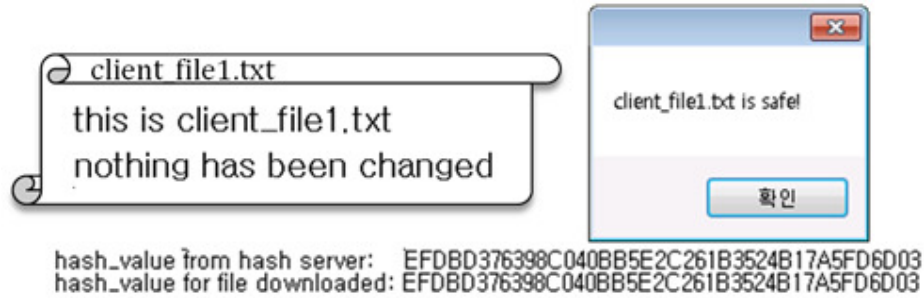 client_file1.txt
this is client_file1.txt
nothing has been changed
client_file1.txt is safe!
확인
hash_value from hash server: EFDBD376398C040BB5E2C261B3524B17A5FD6D03
hash_value for file downloaded: EFDBD376398C040BB5E2C261B3524B17A5FD6D03